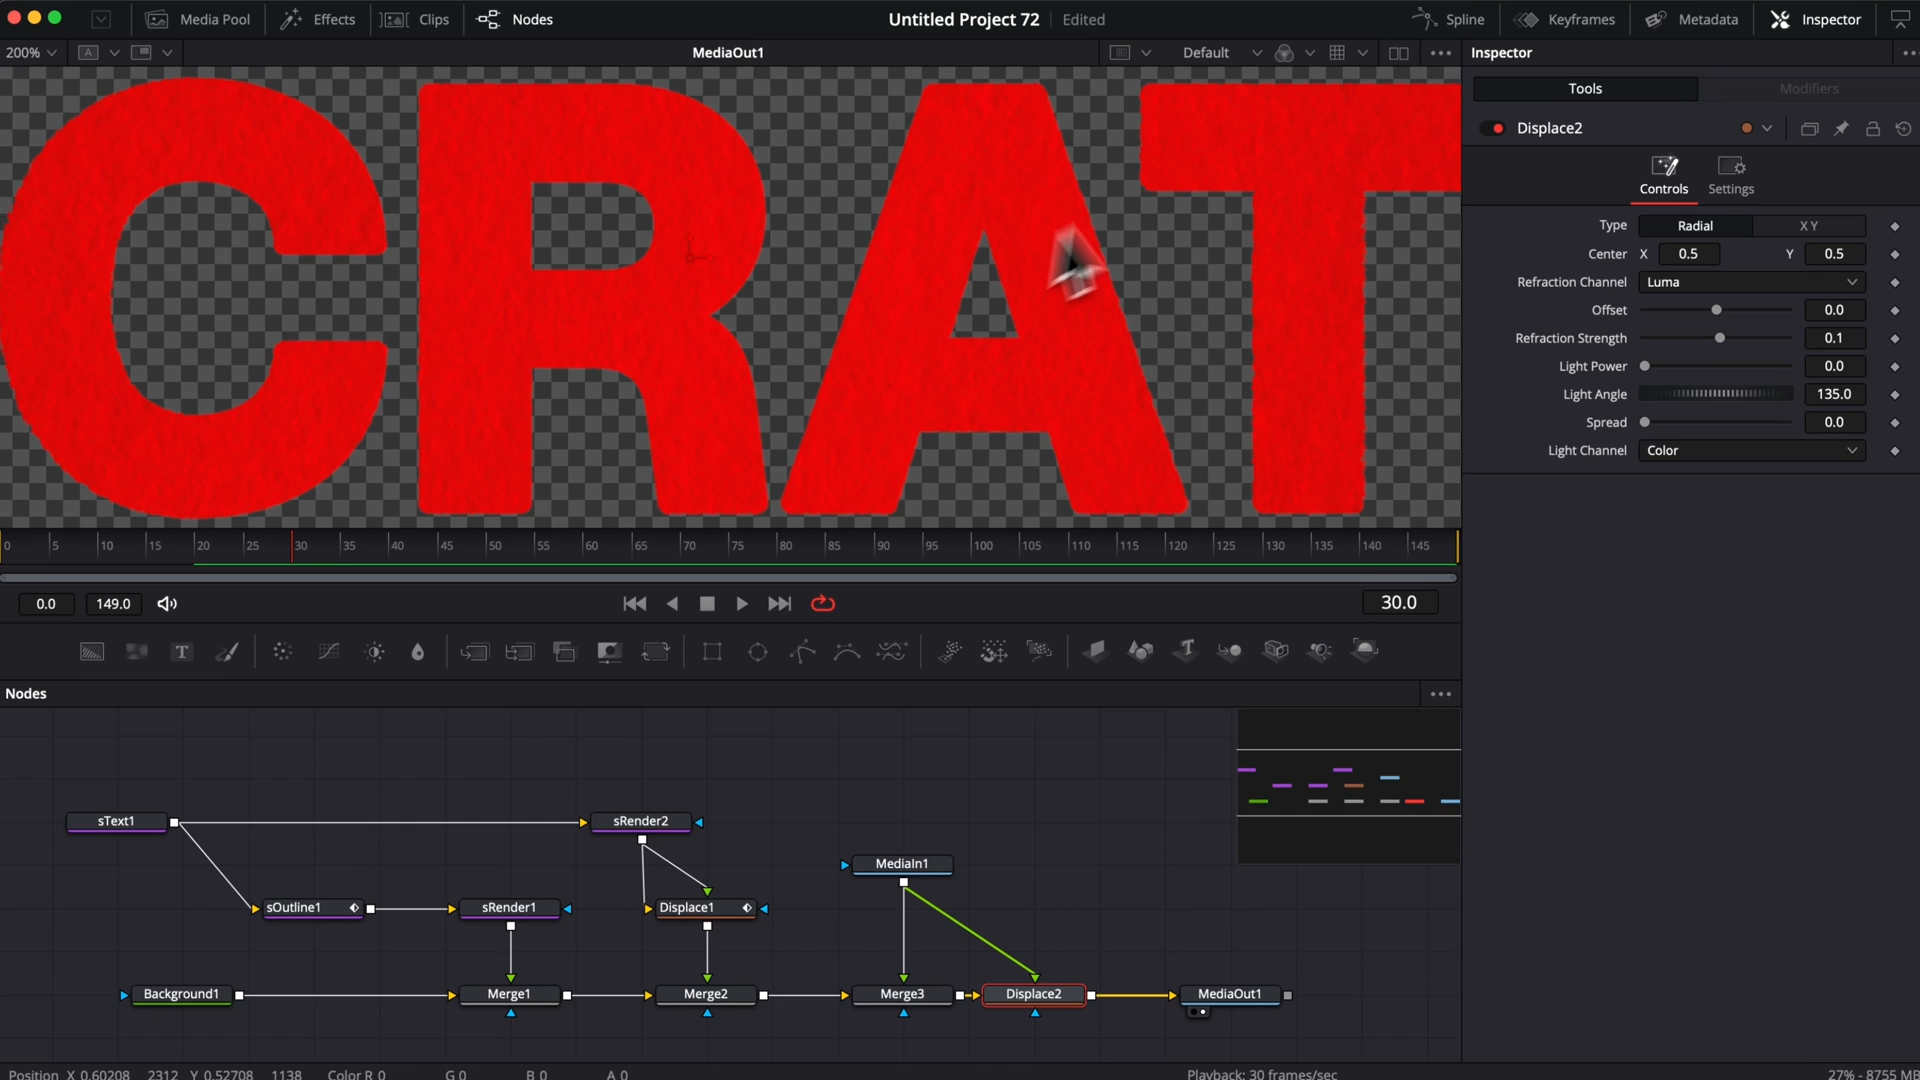 Media Pool
Effects
Clips
Nodes
Untitled Project 72
Edited
Spline
Keyframes
Metadata
Inspector
200%
A
MediaOut1
Default
Inspector
CRAT
Tools
Modifiers
Displace2
Controls
Settings
Type Radial X Y
Center X 0.5 Y 0.5
Refraction Channel Luma
Offset 0.0
Refraction Strength 0.1
Light Power 0.0
Light Angle 135.0
Spread 0.0
Light Channel Color
0 5 10 15 20 25 30 35 40 45 50 55 60 65 70 75 80 85 90 95 100 105 110 115 120 125 130 135 140 145
0.0 149.0
30.0
T
T
Nodes
sText1
sRender2
MediaIn1
sOutline1
sRender1
Displace1
Background1
Merge1
Merge2
Merge3
Displace2
MediaOut1
Position X 0.60208 2312 Y 0.52708 1138 Color R 0 G 0 B 0 A 0
Playback: 30 frames/sec
27% - 8755 MB